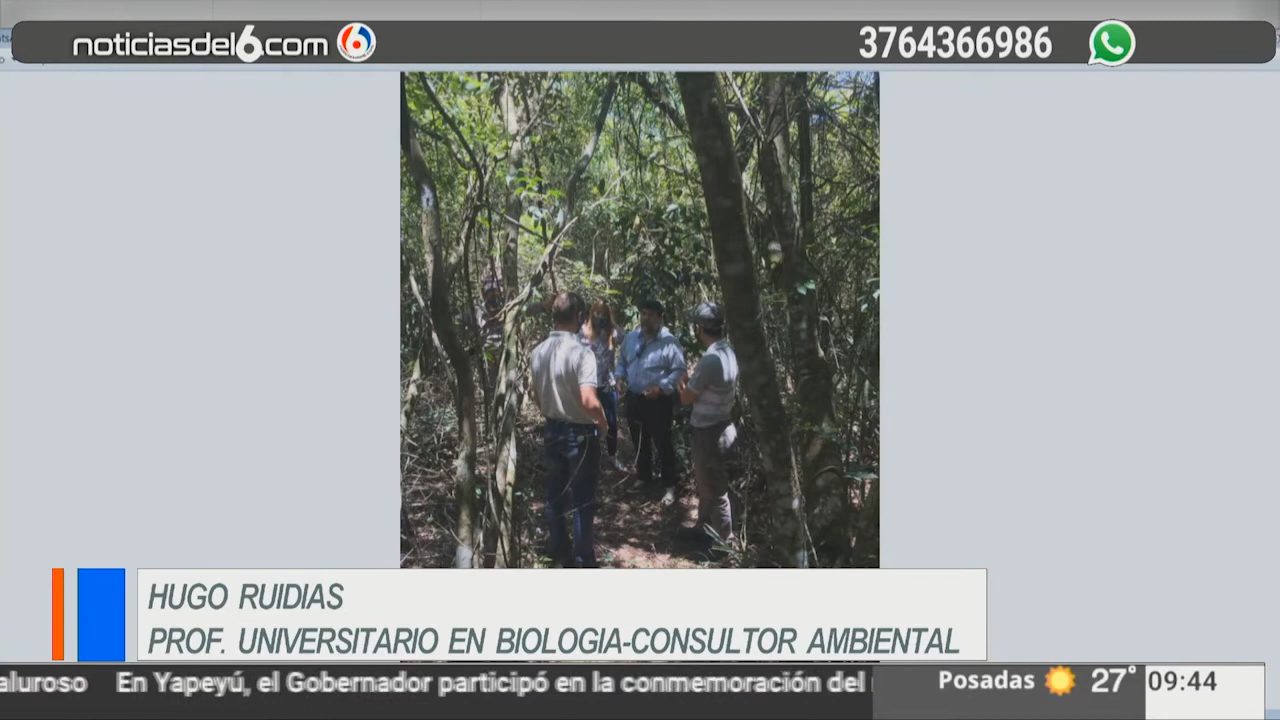 noticiasdel6.com
3764366986
HUGO RUIDIAS
PROF. UNIVERSITARIO EN BIOLOGIA-CONSULTOR AMBIENTAL
aluroso En Yapeyú, el Gobernador participó en la conmemoración del
Posadas 27° 09:44